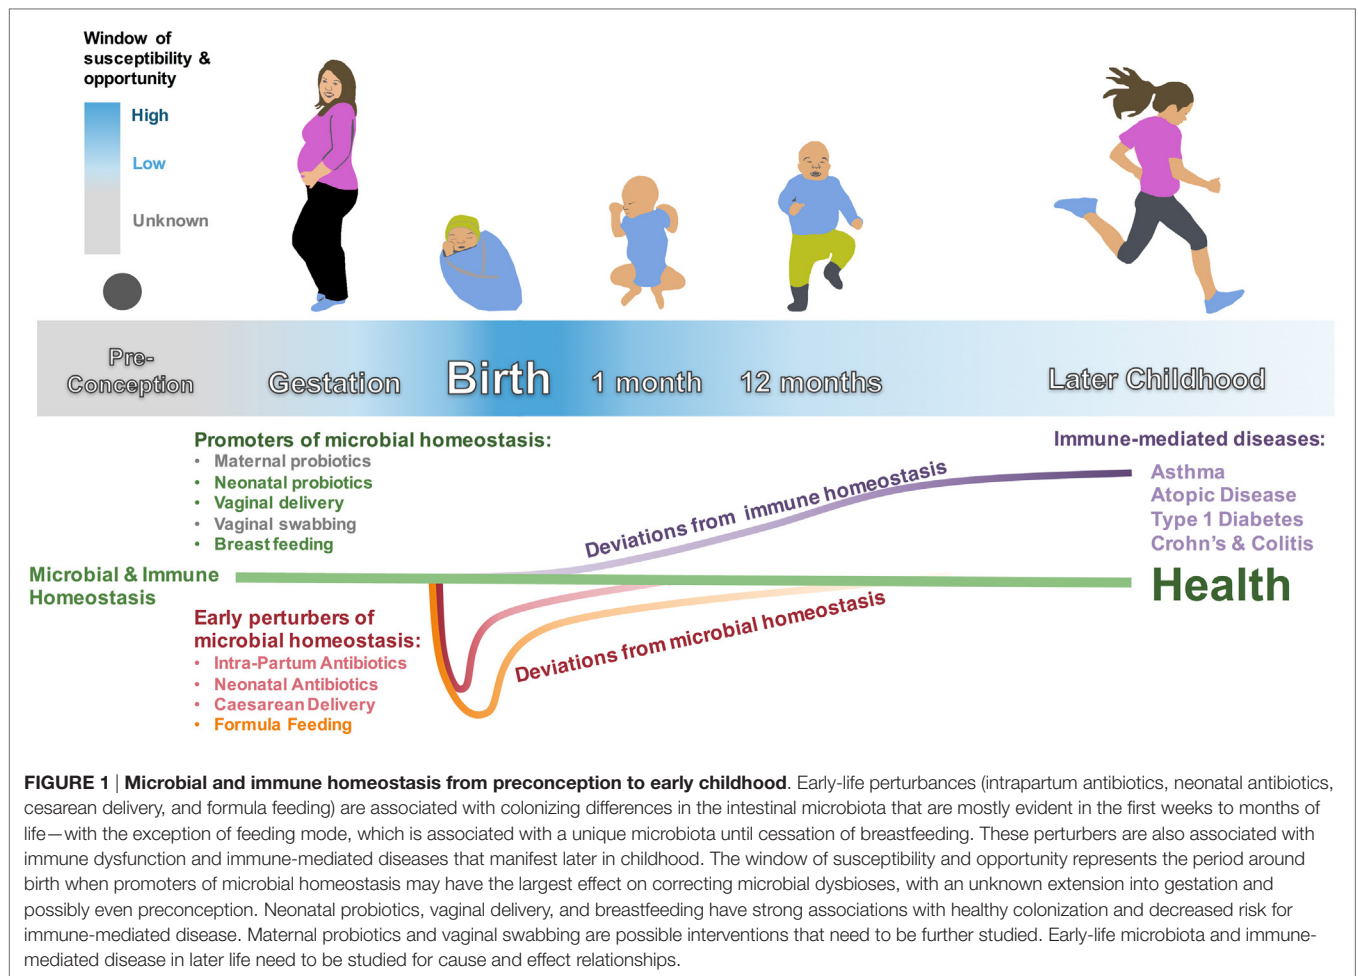 Window of
susceptibility &
opportunity
High
Low
Unknown
Pre-
Conception
Gestation
Birth
1 month
12 months
Later Childhood
Promoters of microbial homeostasis:
• Maternal probiotics
• Neonatal probiotics
• Vaginal delivery
• Vaginal swabbing
• Breast feeding
Deviations from immune homeostasis
Immune-mediated diseases:
Asthma
Atopic Disease
Type 1 Diabetes
Crohn's & Colitis
Microbial & Immune
Homeostasis
Health
Early perturbers of
microbial homeostasis:
• Intra-Partum Antibiotics
• Neonatal Antibiotics
• Caesarean Delivery
• Formula Feeding
Deviations from microbial homeostasis
FIGURE 1 | Microbial and immune homeostasis from preconception to early childhood. Early-life perturbances (intrapartum antibiotics, neonatal antibiotics,
cesarean delivery, and formula feeding) are associated with colonizing differences in the intestinal microbiota that are mostly evident in the first weeks to months of
life—with the exception of feeding mode, which is associated with a unique microbiota until cessation of breastfeeding. These perturbers are also associated with
immune dysfunction and immune-mediated diseases that manifest later in childhood. The window of susceptibility and opportunity represents the period around
birth when promoters of microbial homeostasis may have the largest effect on correcting microbial dysbioses, with an unknown extension into gestation and
possibly even preconception. Neonatal probiotics, vaginal delivery, and breastfeeding have strong associations with healthy colonization and decreased risk for
immune-mediated disease. Maternal probiotics and vaginal swabbing are possible interventions that need to be further studied. Early-life microbiota and immune-
mediated disease in later life need to be studied for cause and effect relationships.